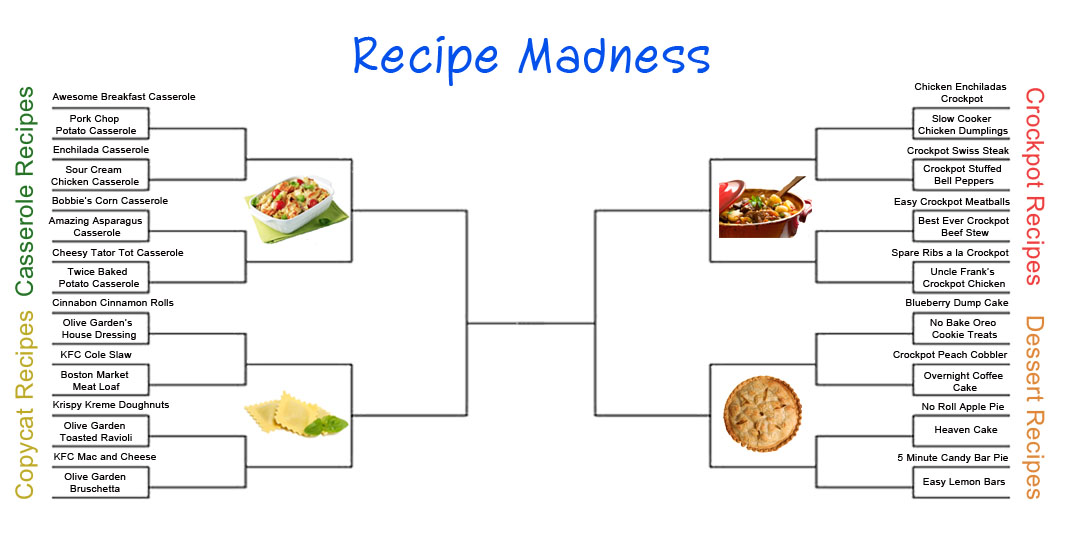 Recipe Madness
Casserole Recipes
Awesome Breakfast Casserole
Pork Chop
Potato Casserole
Enchilada Casserole
Sour Cream
Chicken Casserole
Bobbie's Corn Casserole
Amazing Asparagus
Casserole
Cheesy Tator Tot Casserole
Twice Baked
Potato Casserole
Copycat Recipes
Cinnabon Cinnamon Rolls
Olive Garden's
House Dressing
KFC Cole Slaw
Boston Market
Meat Loaf
Krispy Kreme Doughnuts
Olive Garden
Toasted Ravioli
KFC Mac and Cheese
Olive Garden
Bruschetta
Crockpot Recipes
Chicken Enchiladas
Crockpot
Slow Cooker
Chicken Dumplings
Crockpot Swiss Steak
Crockpot Stuffed
Bell Peppers
Easy Crockpot Meatballs
Best Ever Crockpot
Beef Stew
Spare Ribs a la Crockpot
Uncle Frank's
Crockpot Chicken
Dessert Recipes
Blueberry Dump Cake
No Bake Oreo
Cookie Treats
Crockpot Peach Cobbler
Overnight Coffee
Cake
No Roll Apple Pie
Heaven Cake
5 Minute Candy Bar Pie
Easy Lemon Bars